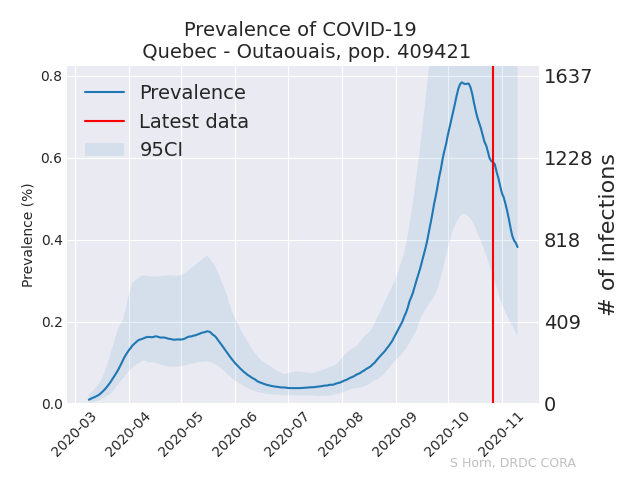 Prevalence of COVID-19
Quebec - Outaouais, pop. 409421
Prevalence
Latest data
95CI
Prevalence (%)
0.8
0.6
0.4
0.2
0.0
1637
1228
818
409
0
# of infections
2020-03
2020-04
2020-05
2020-06
2020-07
2020-08
2020-09
2020-10
2020-11
S Horn, DRDC CORA